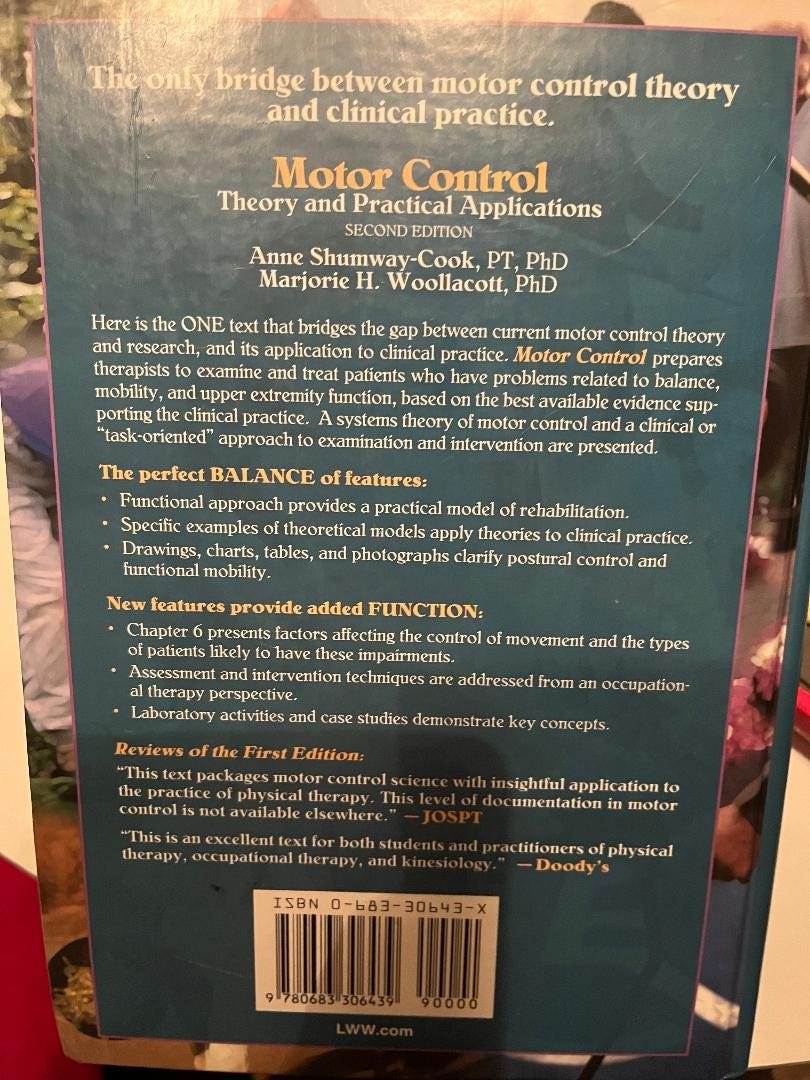 The only bridge between motor control theory
and clinical practice.
Motor Control
Theory and Practical Applications
SECOND EDITION
Anne Shumway-Cook, PT, PhD
Marjorie H. Woollacott, PhD
Here is the ONE text that bridges the gap between current motor control theory
and research, and its application to clinical practice. Motor Control prepares
therapists to examine and treat patients who have problems related to balance,
mobility, and upper extremity function, based on the best available evidence sup-
porting the clinical practice. A systems theory of motor control and a clinical or
"task-oriented" approach to examination and intervention are presented.
The perfect BALANCE of features:
• Functional approach provides a practical model of rehabilitation.
• Specific examples of theoretical models apply theories to clinical practice.
• Drawings, charts, tables, and photographs clarify postural control and
functional mobility.
New features provide added FUNCTION:
• Chapter 6 presents factors affecting the control of movement and the types
of patients likely to have these impairments.
• Assessment and intervention techniques are addressed from an occupation-
al therapy perspective.
• Laboratory activities and case studies demonstrate key concepts.
Reviews of the First Edition:
"This text packages motor control science with insightful application to
the practice of physical therapy. This level of documentation in motor
control is not available elsewhere." —JOSPT
"This is an excellent text for both students and practitioners of physical
therapy, occupational therapy, and kinesiology." —Doody's
ISBN 0-683-30643-X
9 780683 306439 90000
LWW.com